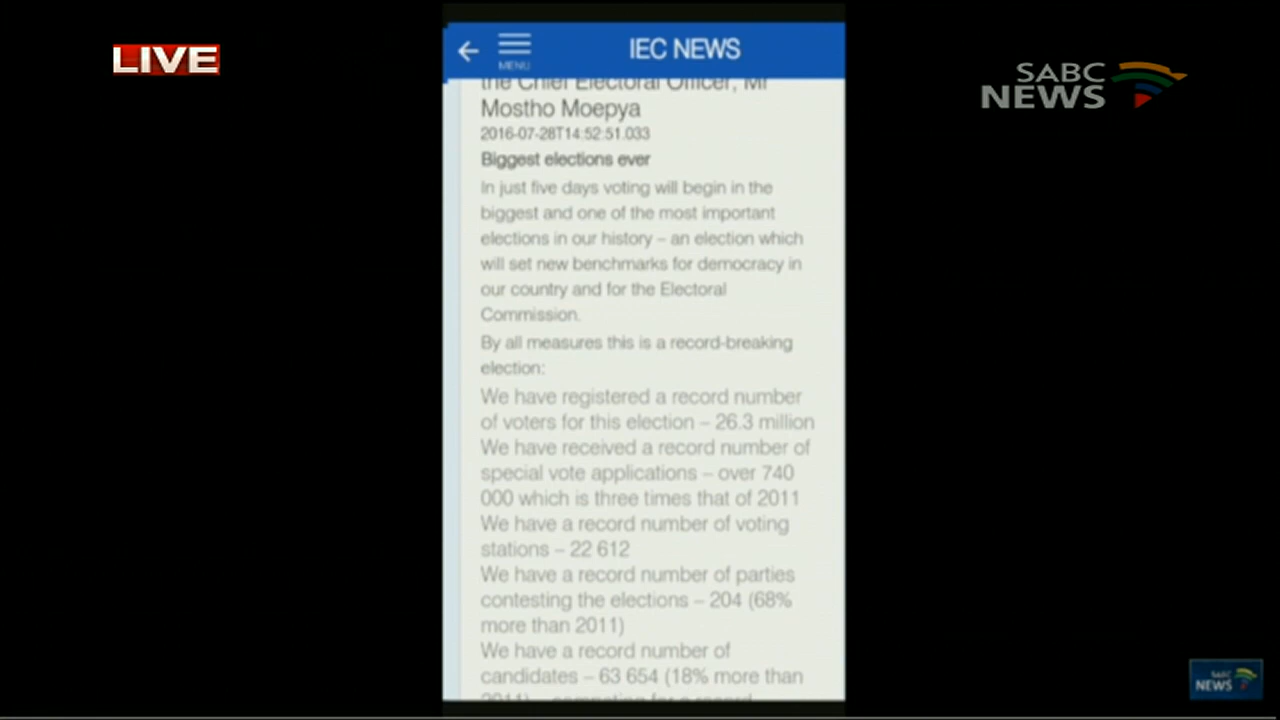 LIVE
IEC NEWS
MENU
SABC
NEWS
the Chief Electoral Officer, Mr
Mostho Moepya
2016-07-28T14:52:51.033
Biggest elections ever
In just five days voting will begin in the
biggest and one of the most important
elections in our history – an election which
will set new benchmarks for democracy in
our country and for the Electoral
Commission.
By all measures this is a record-breaking
election:
We have registered a record number
of voters for this election – 26.3 million
We have received a record number of
special vote applications – over 740
000 which is three times that of 2011
We have a record number of voting
stations – 22 612
We have a record number of parties
contesting the elections – 204 (68%
more than 2011)
We have a record number of
candidates – 63 654 (18% more than
SABC
NEWS